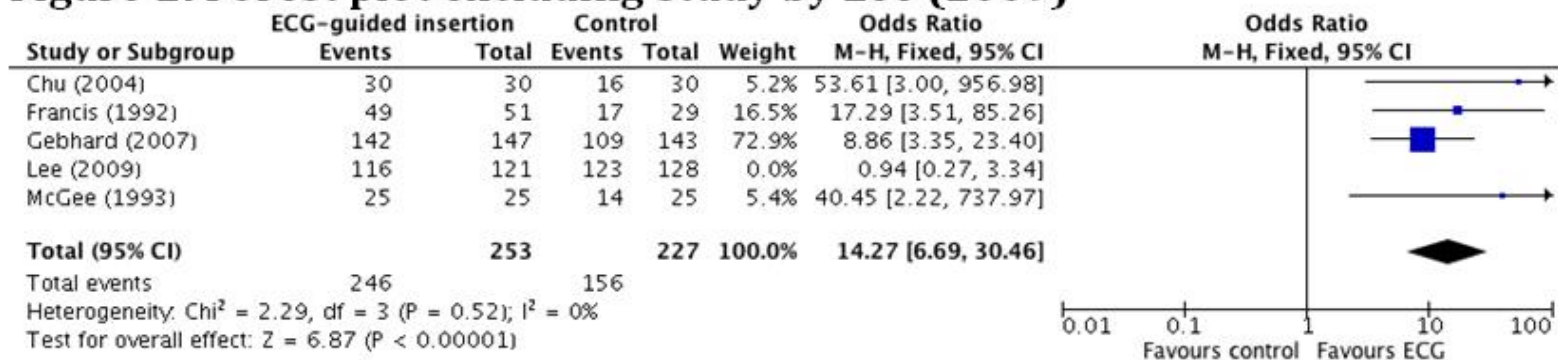 ECG-guided insertion Control Odds Ratio Odds Ratio
Study or Subgroup Events Total Events Total Weight M-H, Fixed, 95% CI M-H, Fixed, 95% CI
Chu (2004) 30 30 16 30 5.2% 53.61 [3.00, 956.98]
Francis (1992) 49 51 17 29 16.5% 17.29 [3.51, 85.26]
Gebhard (2007) 142 147 109 143 72.9% 8.86 [3.35, 23.40]
Lee (2009) 116 121 123 128 0.0% 0.94 [0.27, 3.34]
McGee (1993) 25 25 14 25 5.4% 40.45 [2.22, 737.97]
Total (95% CI) 253 227 100.0% 14.27 [6.69, 30.46]
Total events 246 156
Heterogeneity: Chi² = 2.29, df = 3 (P = 0.52); I² = 0%
Test for overall effect: Z = 6.87 (P < 0.00001)
0.01 0.1 1 10 100
Favours control Favours ECG